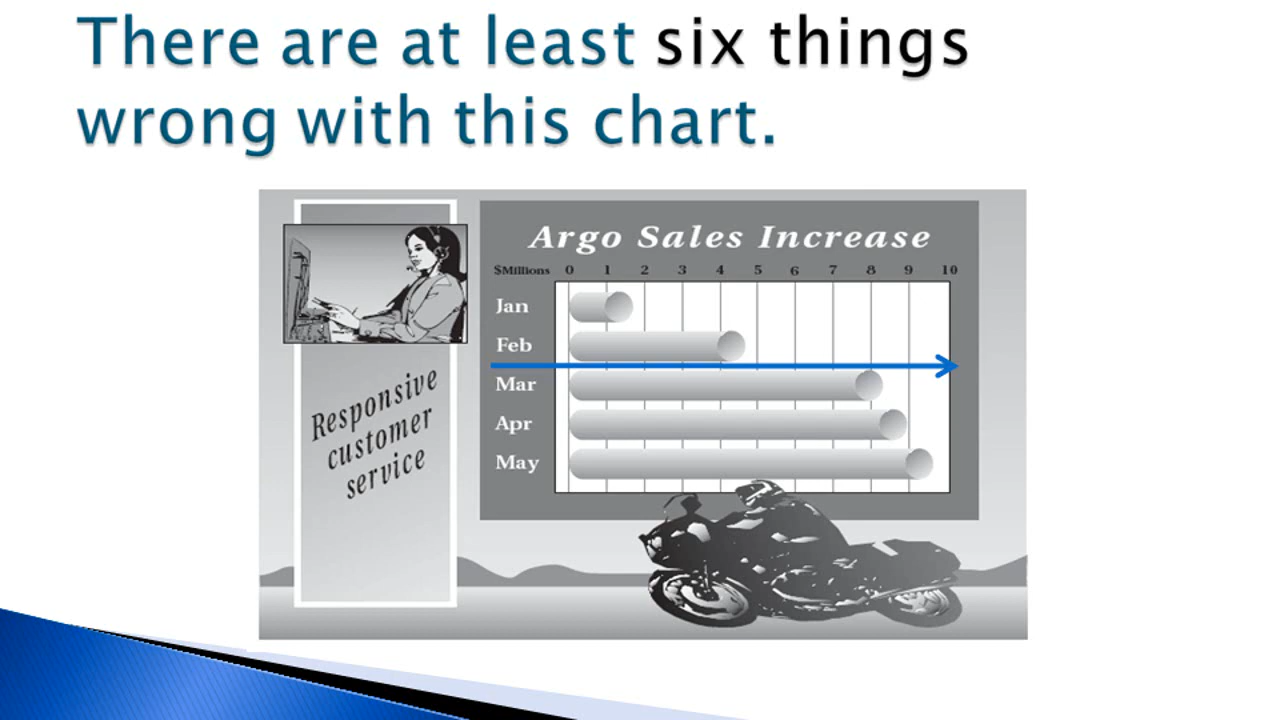 There are at least six things
wrong with this chart.
Argo Sales Increase
$Millions 0 1 2 3 4 5 6 7 8 9 10
Jan
Feb
Mar
Apr
May
Responsive
customer
service